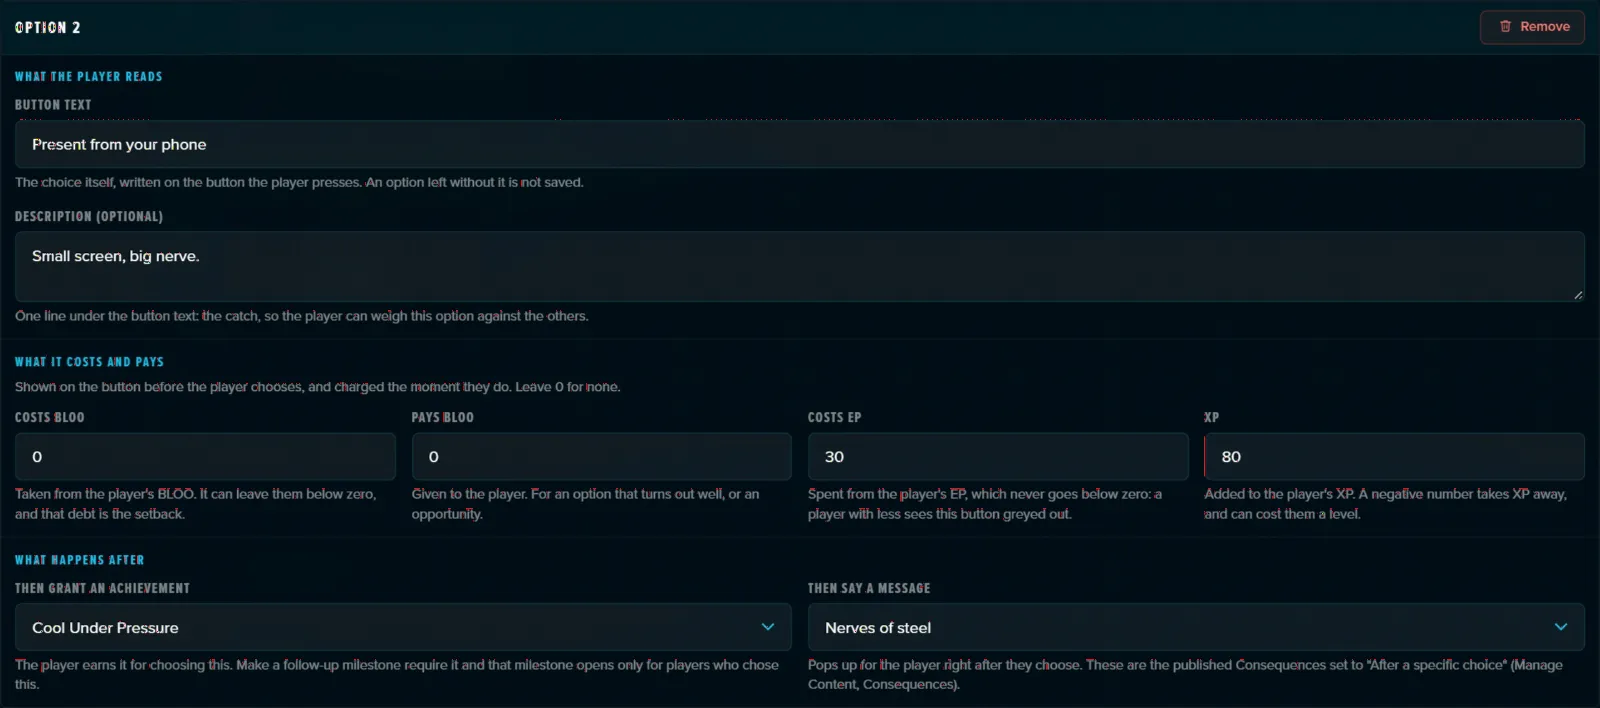 OPTION 2
Remove
WHAT THE PLAYER READS
BUTTON TEXT
Present from your phone
The choice itself, written on the button the player presses. An option left without it is not saved.
DESCRIPTION (OPTIONAL)
Small screen, big nerve.
One line under the button text: the catch, so the player can weigh this option against the others.
WHAT IT COSTS AND PAYS
Shown on the button before the player chooses, and charged the moment they do. Leave 0 for none.
COSTS BLOO
0
Taken from the player's BLOO. It can leave them below zero,
and that debt is the setback.
PAYS BLOO
0
Given to the player. For an option that turns out well, or an
opportunity.
COSTS EP
30
Spent from the player's EP, which never goes below zero: a
player with less sees this button greyed out.
XP
80
Added to the player's XP. A negative number takes XP away,
and can cost them a level.
WHAT HAPPENS AFTER
THEN GRANT AN ACHIEVEMENT
Cool Under Pressure
The player earns it for choosing this. Make a follow-up milestone require it and that milestone opens only for players who chose
this.
THEN SAY A MESSAGE
Nerves of steel
Pops up for the player right after they choose. These are the published Consequences set to "After a specific choice" (Manage
Content, Consequences).